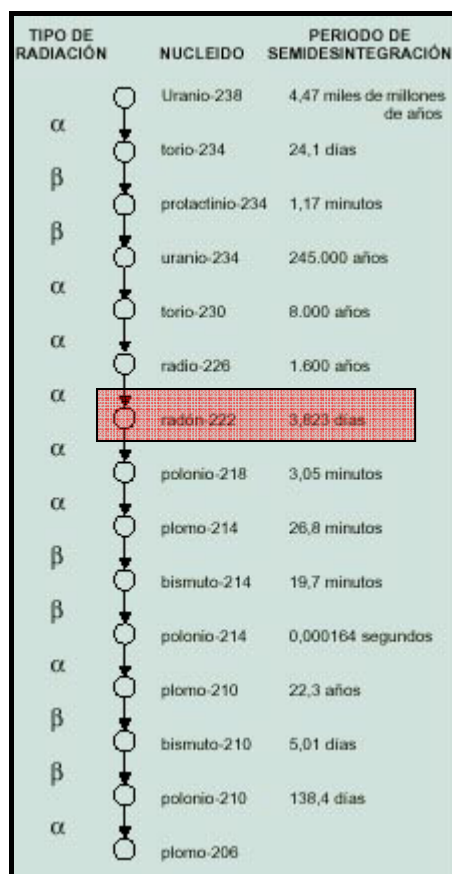 TIPO DE RADIACIÓN NUCLEIDO PERIODO DE SEMIDESINTEGRACIÓN
Uranio-238 4,47 miles de millones de años
α
torio-234 24,1 días
β
protactinio-234 1,17 minutos
β
uranio-234 245.000 años
α
torio-230 8.000 años
α
radio-226 1.600 años
α
radón-222 3,823 días
α
polonio-218 3,05 minutos
α
plomo-214 26,8 minutos
β
bismuto-214 19,7 minutos
β
polonio-214 0,000164 segundos
α
plomo-210 22,3 años
β
bismuto-210 5,01 días
β
polonio-210 138,4 días
α
plomo-206